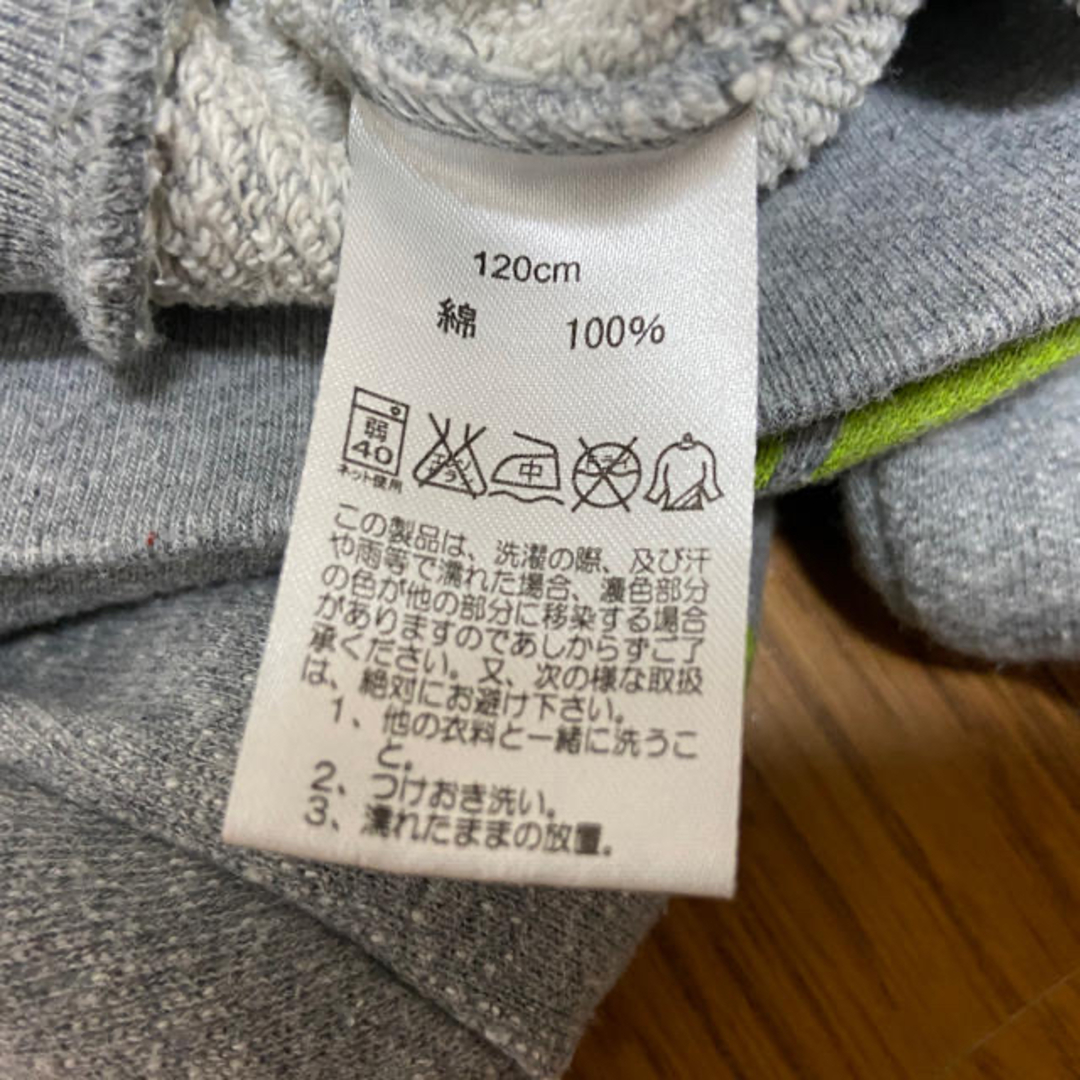 120cm
綿 100%
弱
40
ネット使用
中
ドライ
この製品は、洗濯の際、及び汗
や雨等で濡れた場合、濃色部分
の色が他の部分に移染する場合
がありますのであしからずご了
承ください。又、次の様な取扱
は、絶対にお避け下さい。
1、他の衣料と一緒に洗うこ
と。
2、つけおき洗い。
3、濡れたままの放置。